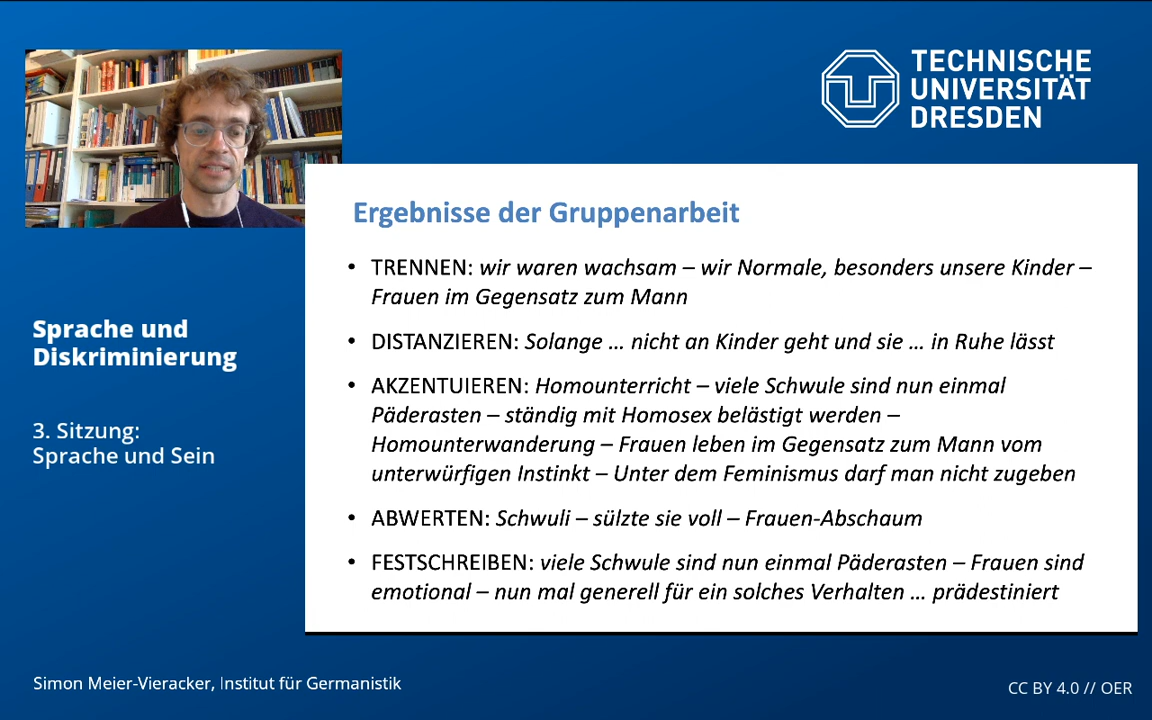 TECHNISCHE
UNIVERSITÄT
DRESDEN
Ergebnisse der Gruppenarbeit
• TRENNEN: wir waren wachsam – wir Normale, besonders unsere Kinder –
Frauen im Gegensatz zum Mann
• DISTANZIEREN: Solange … nicht an Kinder geht und sie … in Ruhe lässt
• AKZENTUIEREN: Homounterricht – viele Schwule sind nun einmal
Päderasten – ständig mit Homosex belästigt werden –
Homounterwanderung – Frauen leben im Gegensatz zum Mann vom
unterwürfigen Instinkt – Unter dem Feminismus darf man nicht zugeben
• ABWERTEN: Schwuli – sülzte sie voll – Frauen-Abschaum
• FESTSCHREIBEN: viele Schwule sind nun einmal Päderasten – Frauen sind
emotional – nun mal generell für ein solches Verhalten … prädestiniert
Sprache und
Diskriminierung
3. Sitzung:
Sprache und Sein
Simon Meier-Vieracker, Institut für Germanistik
CC BY 4.0 // OER